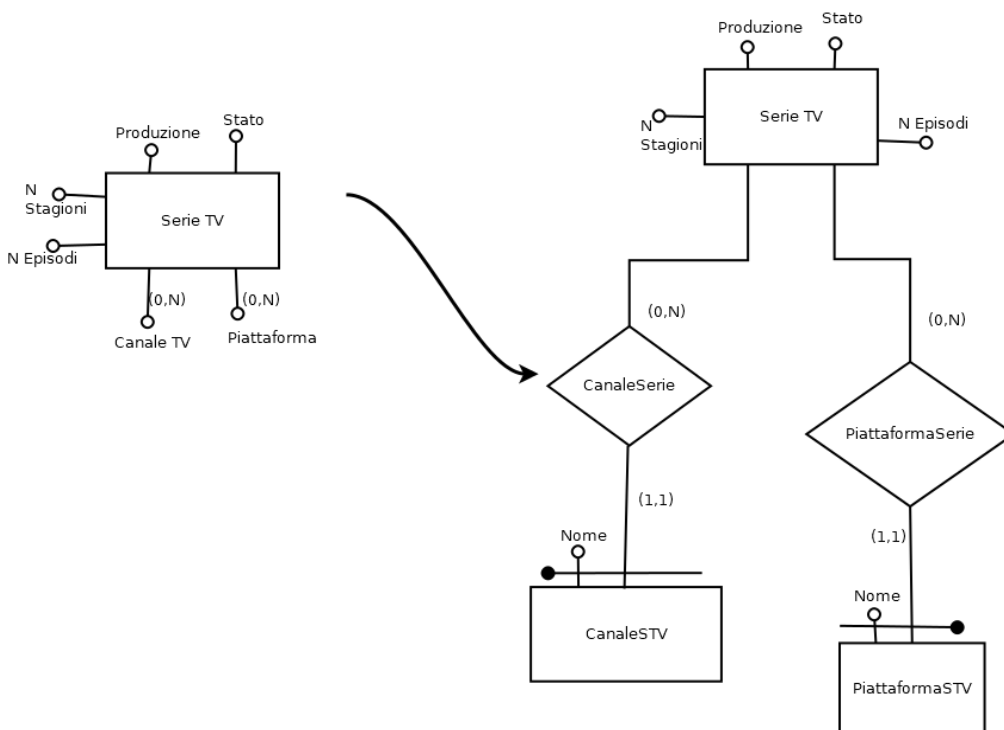 Produzione
Stato
N
Stagioni
Serie TV
N Episodi
(0,N)
(0,N)
Canale TV
Piattaforma
Produzione
Stato
N
Stagioni
Serie TV
N Episodi
(0,N)
(0,N)
CanaleSerie
PiattaformaSerie
(1,1)
(1,1)
Nome
CanaleSTV
Nome
PiattaformaSTV